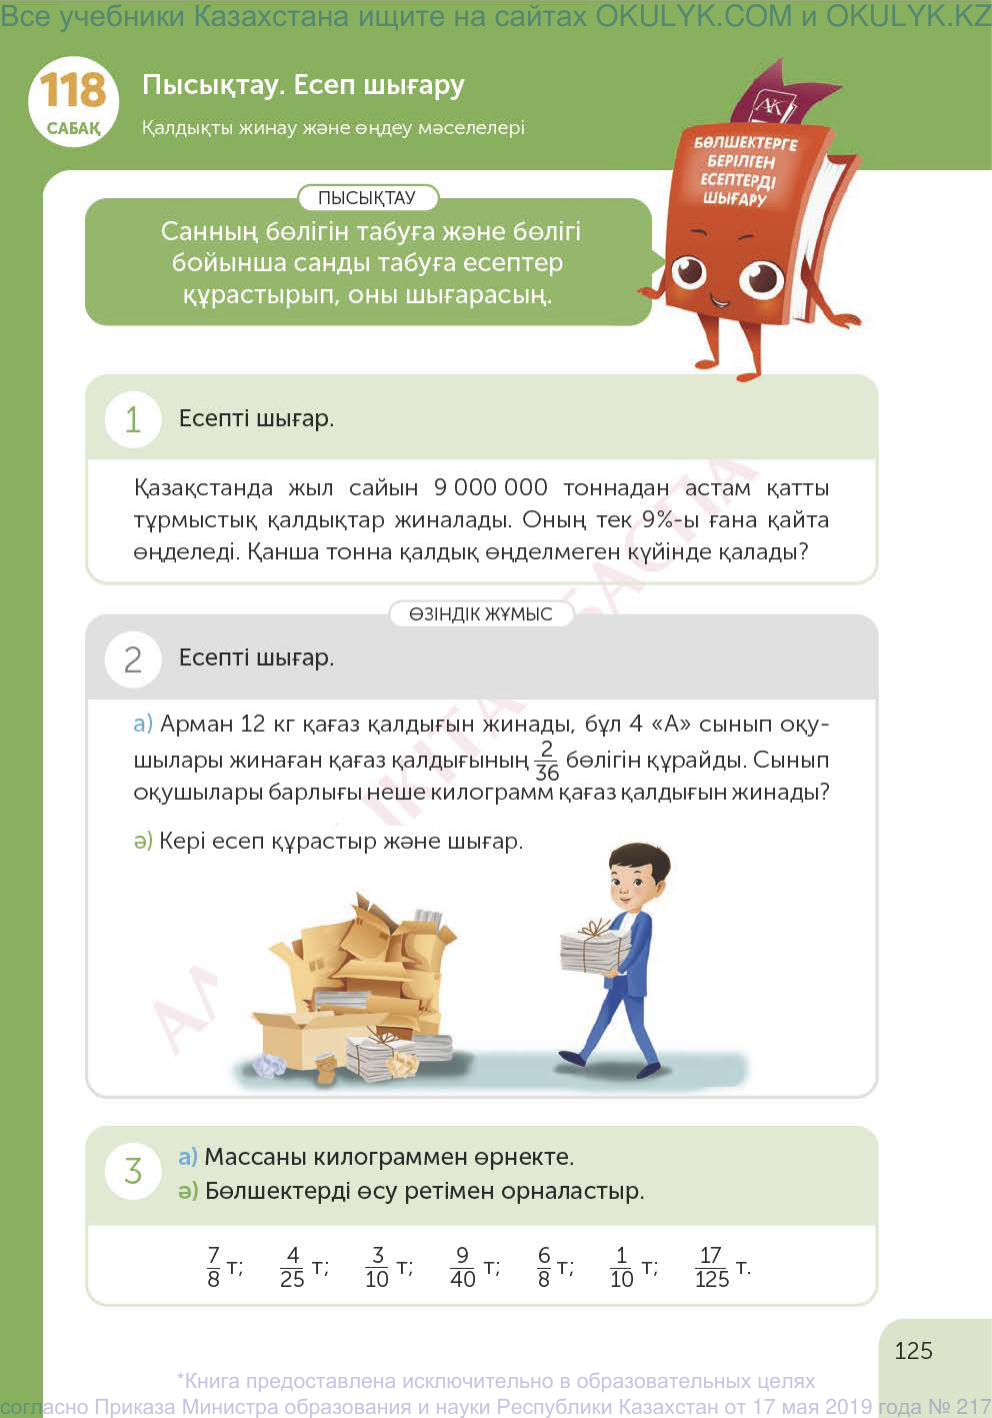 Все учебники Казахстана ищите на сайтах OKULYK.COM и OKULYK.KZ
118
САБАҚ
Пысықтау. Есеп шығару
Қалдықты жинау және өңдеу мәселелері
АК
БӨЛШЕКТЕРГЕ
БЕРІЛГЕН
ЕСЕПТЕРДІ
ШЫҒАРУ
ПЫСЫҚТАУ
Санның бөлігін табуға және бөлігі
бойынша санды табуға есептер
құрастырып, оны шығарасың.
1 Есепті шығар.
Қазақстанда жыл сайын 9 000 000 тоннадан астам қатты
тұрмыстық қалдықтар жиналады. Оның тек 9%-ы ғана қайта
өңделеді. Қанша тонна қалдық өңделмеген күйінде қалады?
ӨЗІНДІК ЖҰМЫС
2 Есепті шығар.
а) Арман 12 кг қағаз қалдығын жинады, бұл 4 «А» сынып оқу-
шылары жинаған қағаз қалдығының 2/36 бөлігін құрайды. Сынып
оқушылары барлығы неше килограмм қағаз қалдығын жинады?
ә) Кері есеп құрастыр және шығар.
3 а) Массаны килограммен өрнекте.
ә) Бөлшектерді өсу ретімен орналастыр.
7/8 т; 4/25 т; 3/10 т; 9/40 т; 6/8 т; 1/10 т; 17/125 т.
125
*Книга предоставлена исключительно в образовательных целях
согласно Приказа Министра образования и науки Республики Казахстан от 17 мая 2019 года № 217